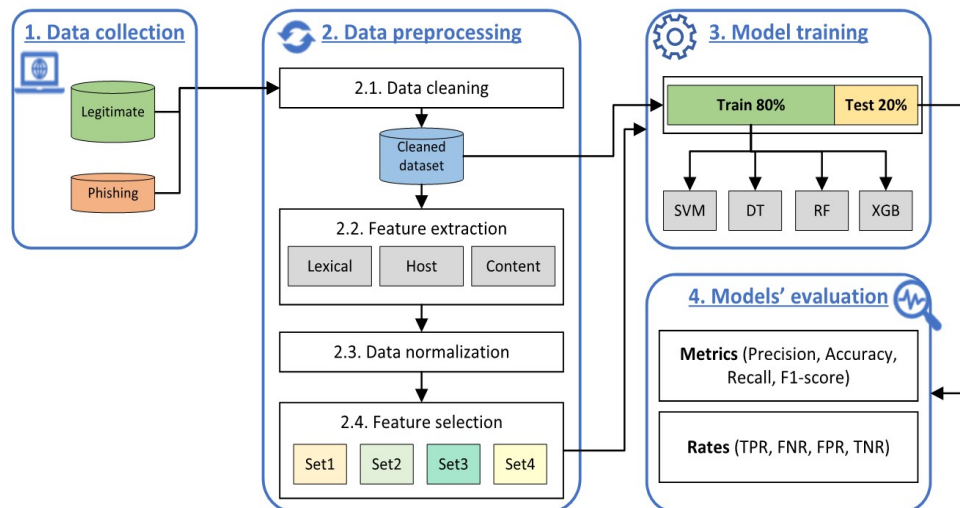 1. Data collection
Legitimate
Phishing
2. Data preprocessing
2.1. Data cleaning
Cleaned
dataset
2.2. Feature extraction
Lexical
Host
Content
2.3. Data normalization
2.4. Feature selection
Set1
Set2
Set3
Set4
3. Model training
Train 80%
Test 20%
SVM
DT
RF
XGB
4. Models’ evaluation
Metrics (Precision, Accuracy,
Recall, F1-score)
Rates (TPR, FNR, FPR, TNR)